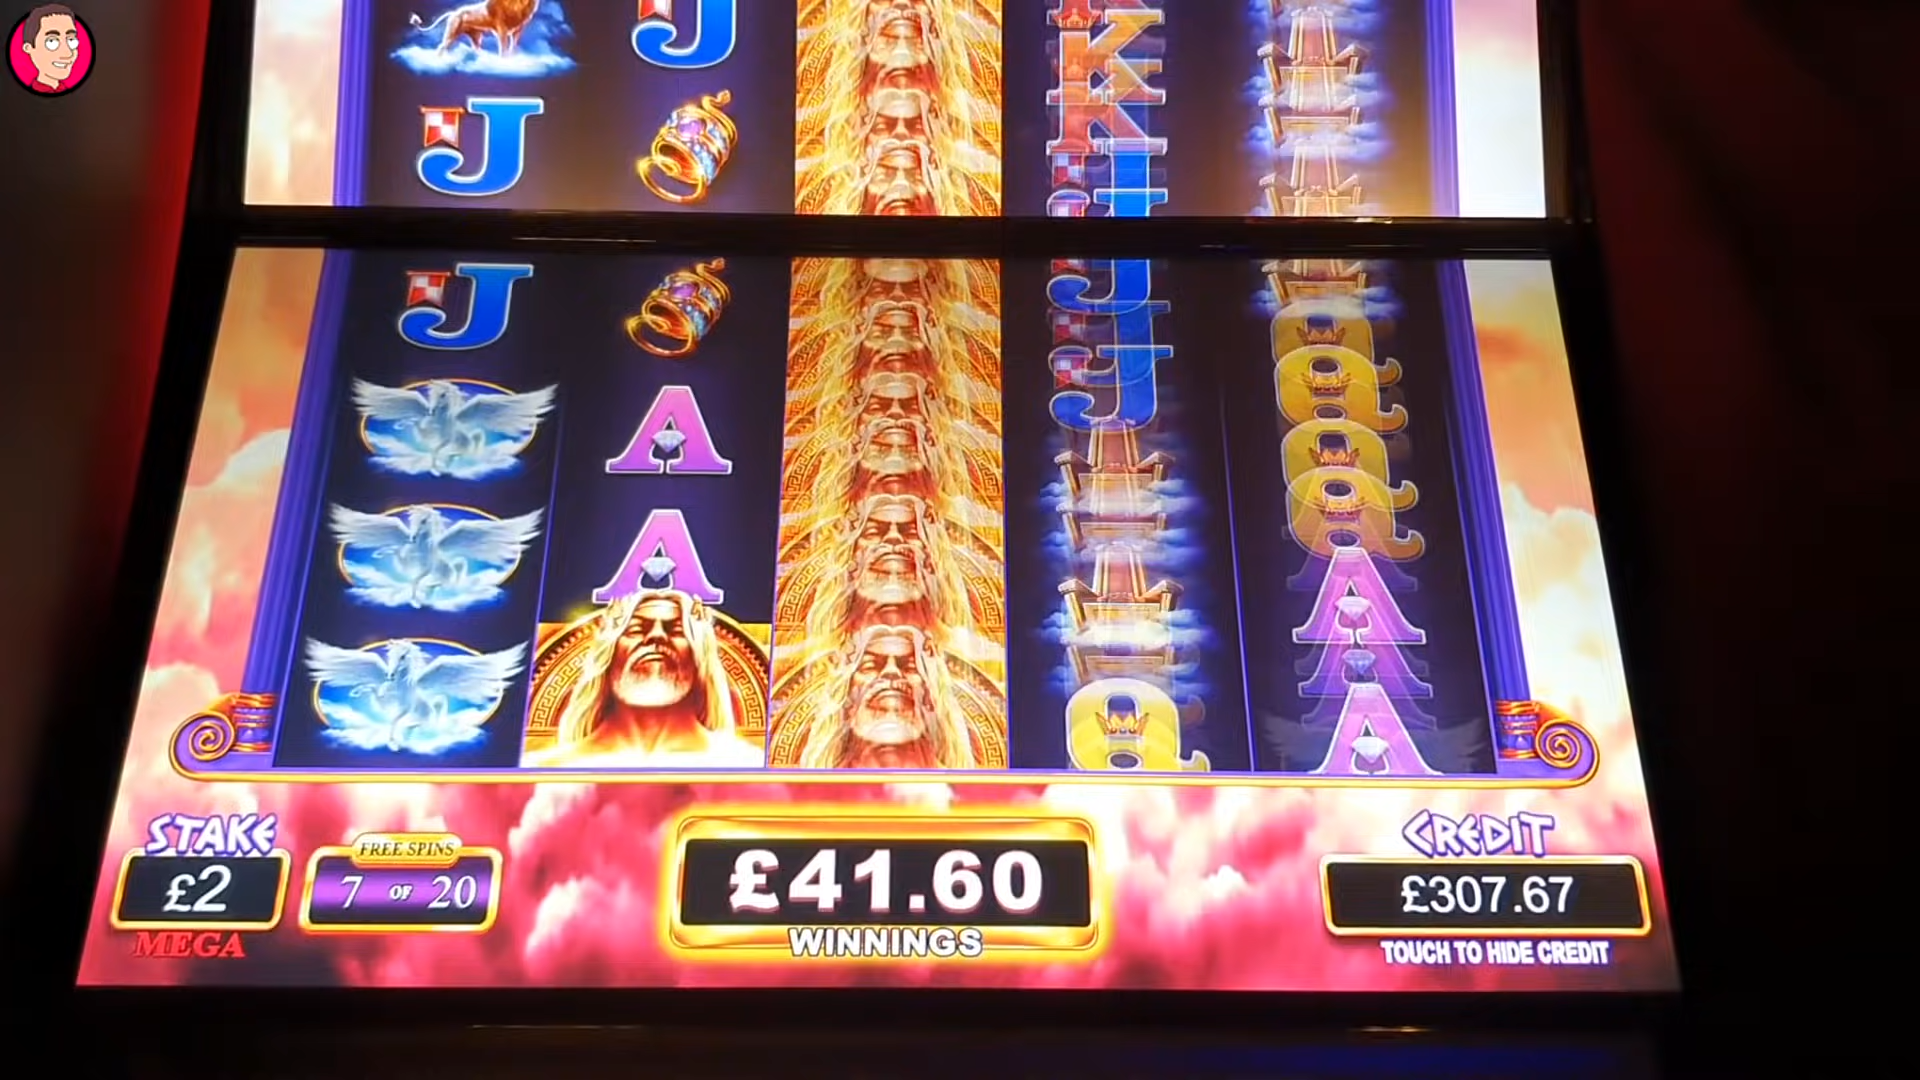 J
K
J
K
J
J
J
J
Q
A
Q
A
Q
Q
A
Q
A
STAKE
£2
MEGA
FREE SPINS
7 OF 20
£41.60
WINNINGS
CREDIT
£307.67
TOUCH TO HIDE CREDIT